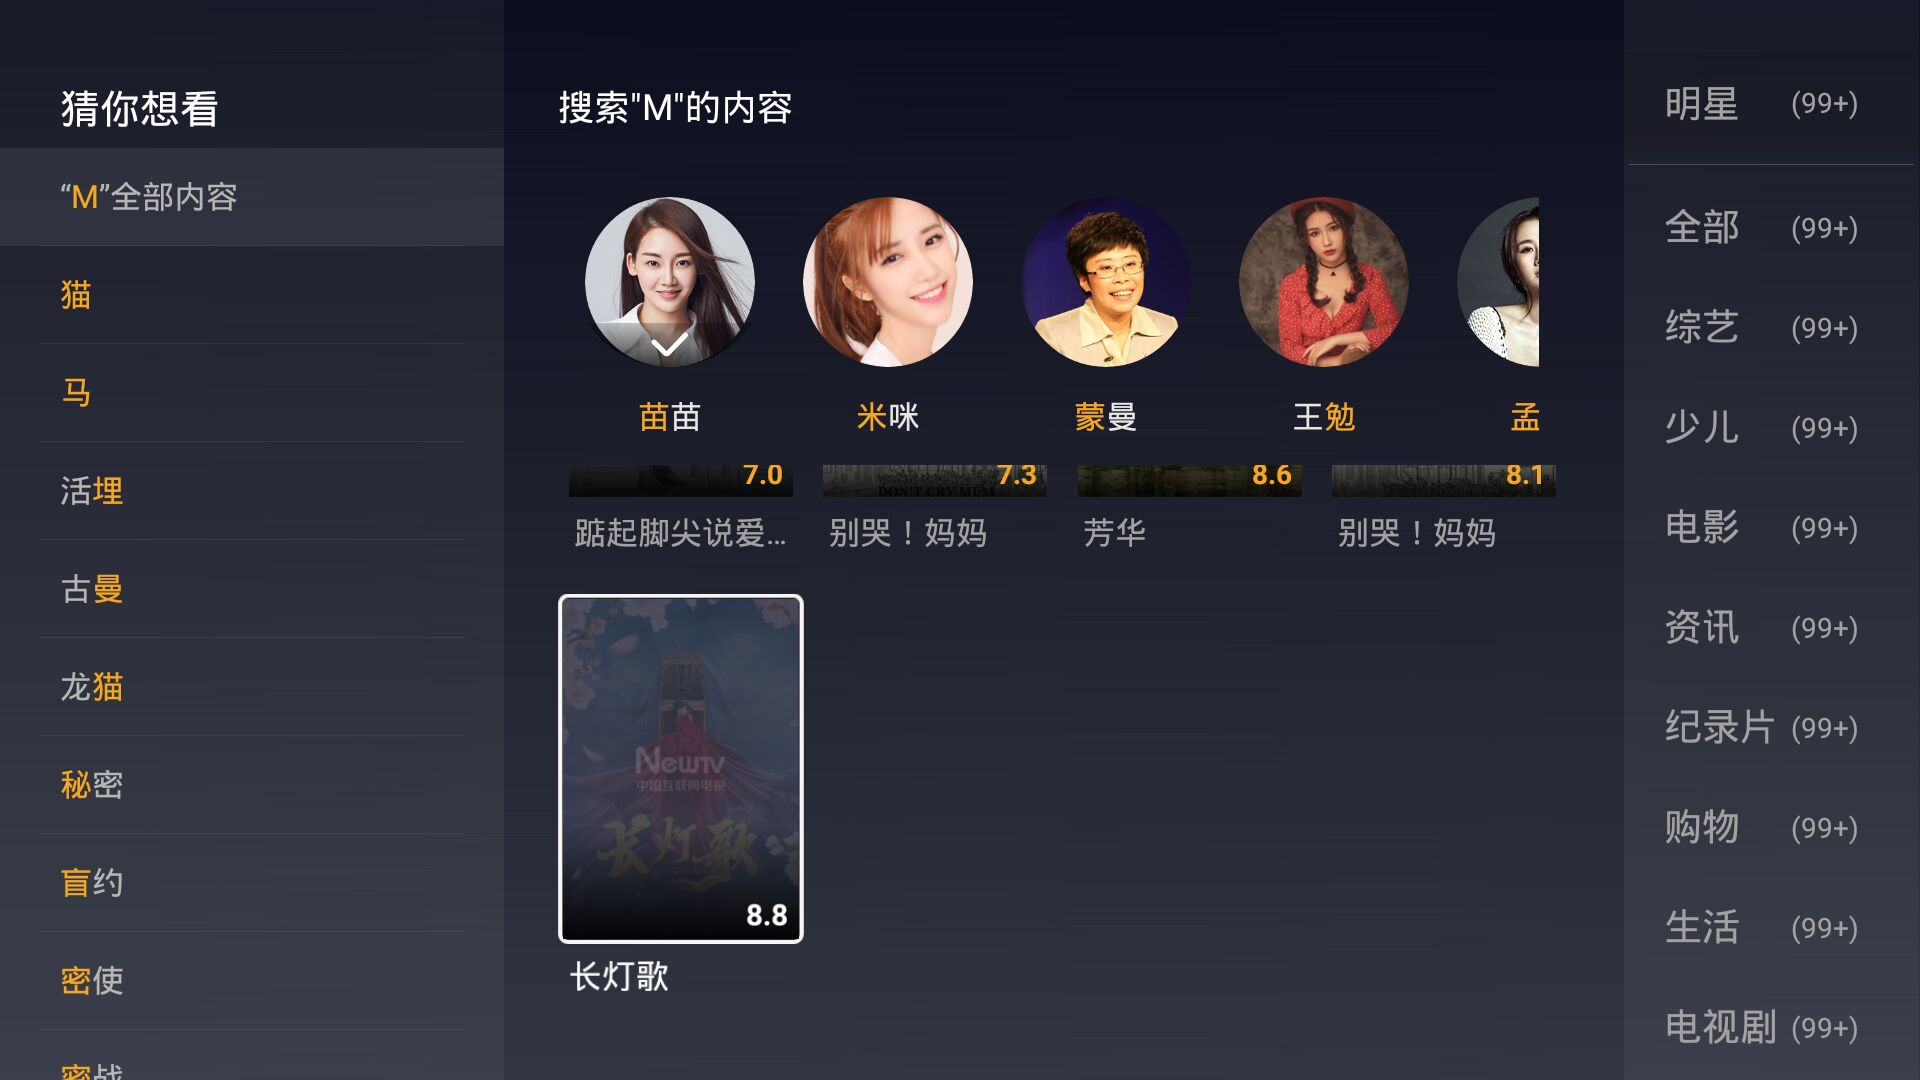 猜你想看
“M”全部内容
猫
马
活埋
古曼
龙猫
秘密
盲约
密使
密战
搜索"M"的内容
苗苗
米咪
蒙曼
王勉
孟
7.0
7.3
8.6
8.1
DON'T CRY MOM
踮起脚尖说爱...
别哭！妈妈
芳华
别哭！妈妈
NewTV
中国互联网电视
长灯歌
8.8
长灯歌
明星 (99+)
全部 (99+)
综艺 (99+)
少儿 (99+)
电影 (99+)
资讯 (99+)
纪录片 (99+)
购物 (99+)
生活 (99+)
电视剧 (99+)